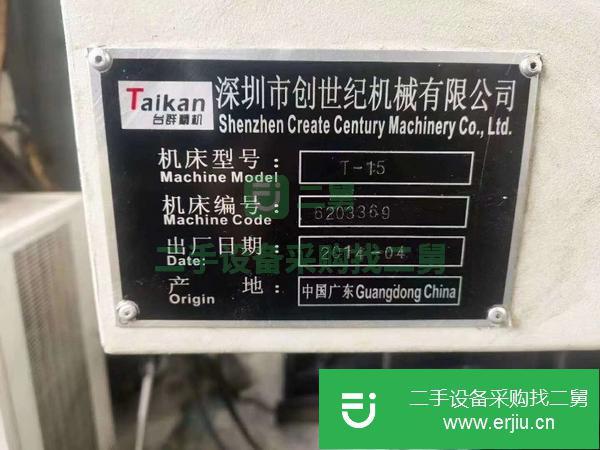 Taikan
台群精机
深圳市创世纪机械有限公司
Shenzhen Create Century Machinery Co., Ltd.
机床型号：
Machine Model
T-15
机床编号：
Machine Code
6203369
二舅
出厂日期：
Date:
2014-04
二手设备采购找二舅
产 地：
Origin
中国广东 Guangdong China
二手设备采购找二舅
www.erjiu.cn